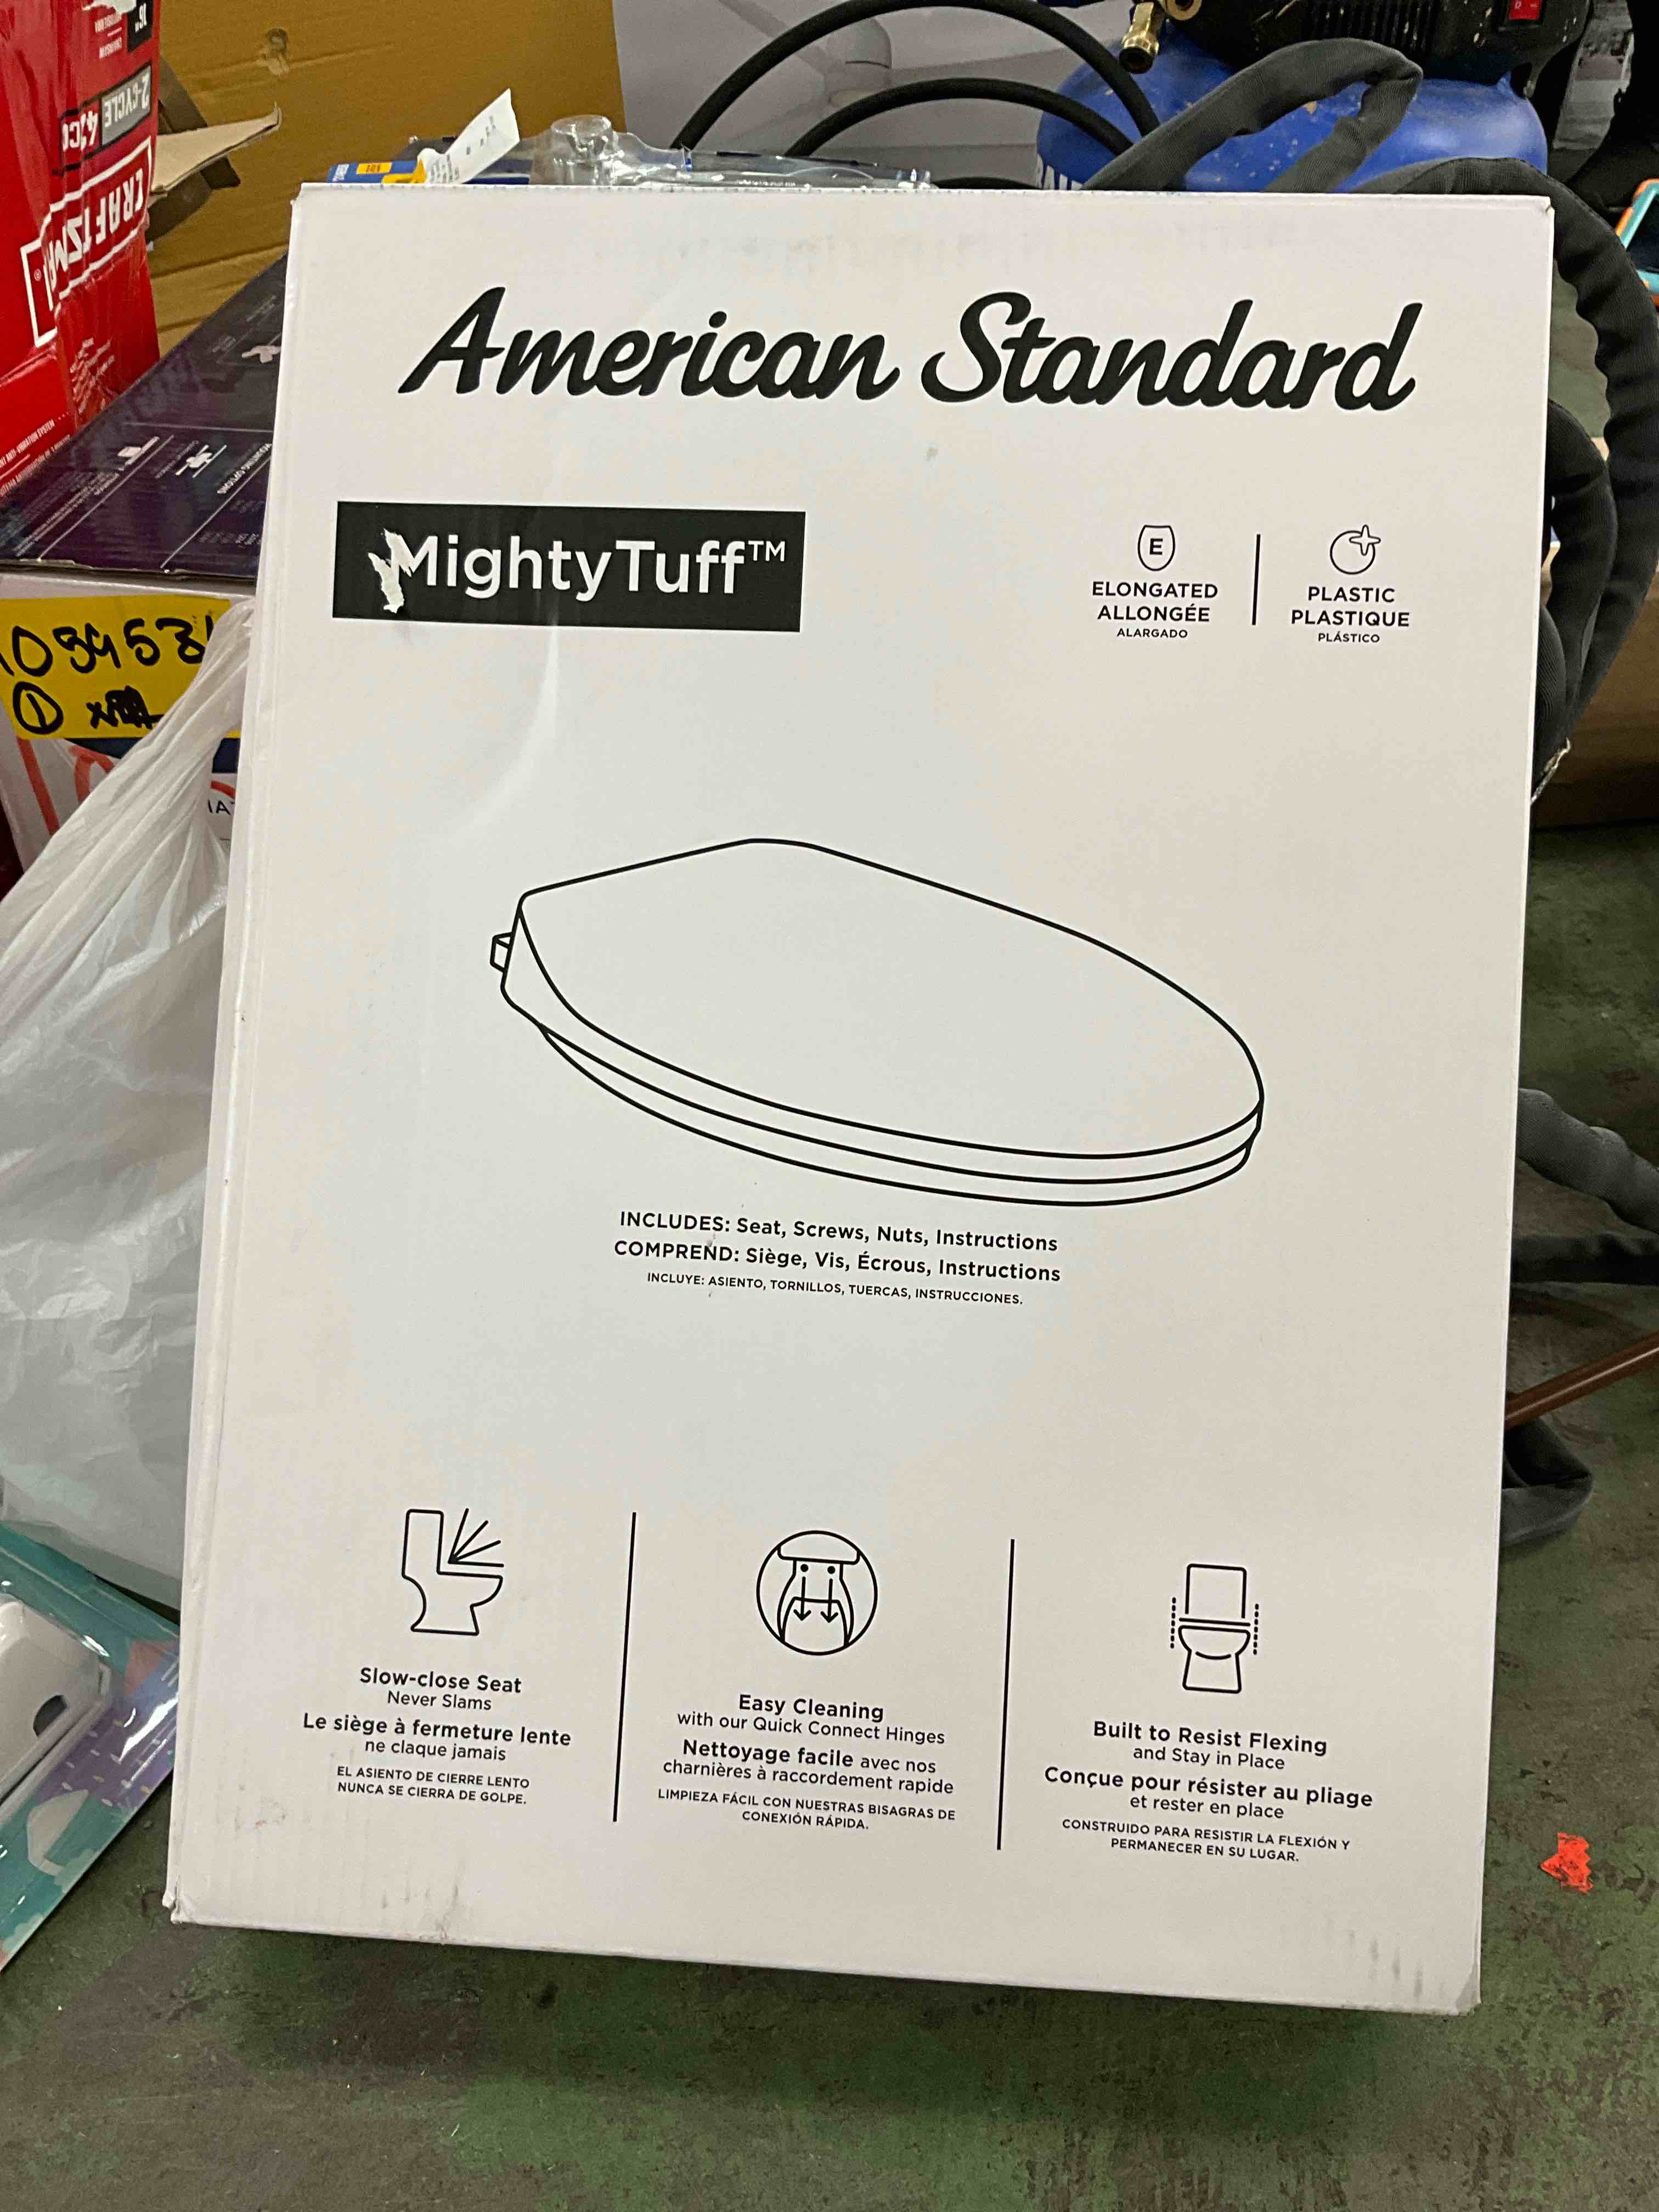 2-CYCLE
CRAFTSMAN
American Standard
MightyTuff™
E
ELONGATED
ALLONGÉE
ALARGADO
PLASTIC
PLASTIQUE
PLÁSTICO
INCLUDES: Seat, Screws, Nuts, Instructions
COMPREND: Siège, Vis, Écrous, Instructions
INCLUYE: ASIENTO, TORNILLOS, TUERCAS, INSTRUCCIONES.
Slow-close Seat
Never Slams
Le siège à fermeture lente
ne claque jamais
EL ASIENTO DE CIERRE LENTO
NUNCA SE CIERRA DE GOLPE.
Easy Cleaning
with our Quick Connect Hinges
Nettoyage facile avec nos
charnières à raccordement rapide
LIMPIEZA FÁCIL CON NUESTRAS BISAGRAS DE
CONEXIÓN RÁPIDA.
Built to Resist Flexing
and Stay in Place
Conçue pour résister au pliage
et rester en place
CONSTRUIDO PARA RESISTIR LA FLEXIÓN Y
PERMANECER EN SU LUGAR.